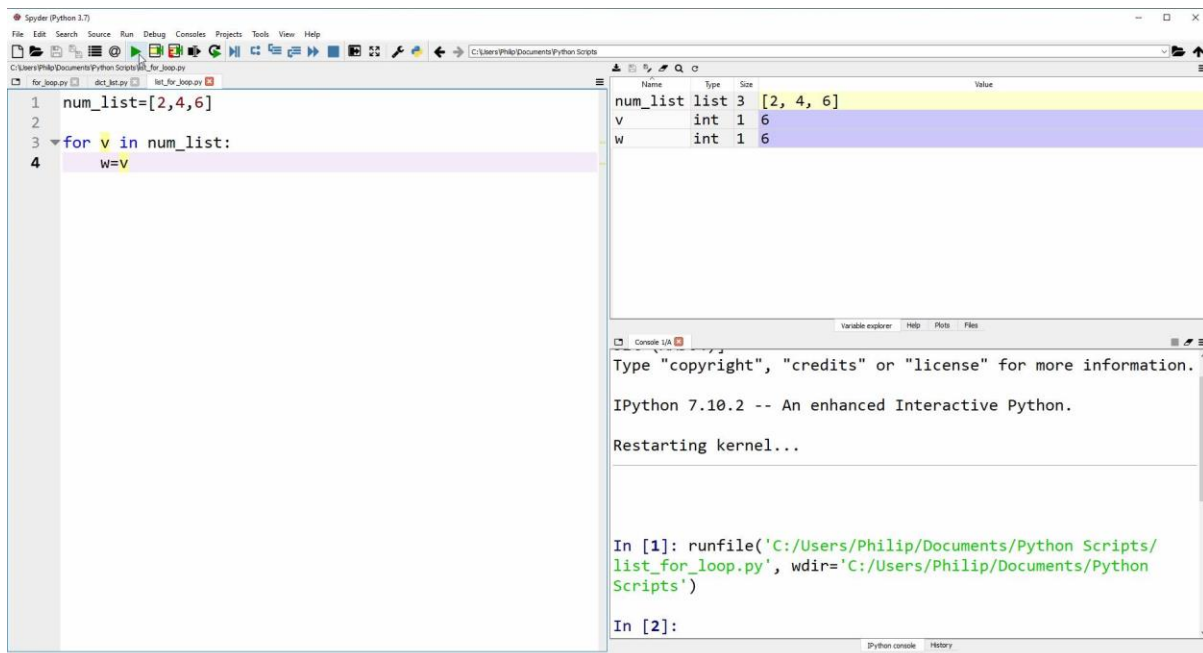 Spyder (Python 3.7)
File Edit Search Source Run Debug Consoles Projects Tools View Help
C:\Users\Philip\Documents\Python Scripts
for_loop.py dict_list.py list_for_loop.py
1 num_list=[2,4,6]
2
3 for v in num_list:
4 w=v
Name Type Size Value
num_list list 3 [2, 4, 6]
v int 1 6
w int 1 6
Variable explorer Help Plots Files
Console 1/A
Type "copyright", "credits" or "license" for more information.
IPython 7.10.2 -- An enhanced Interactive Python.
Restarting kernel...
In [1]: runfile('C:/Users/Philip/Documents/Python Scripts/
list_for_loop.py', wdir='C:/Users/Philip/Documents/Python
Scripts')
In [2]:
IPython console History